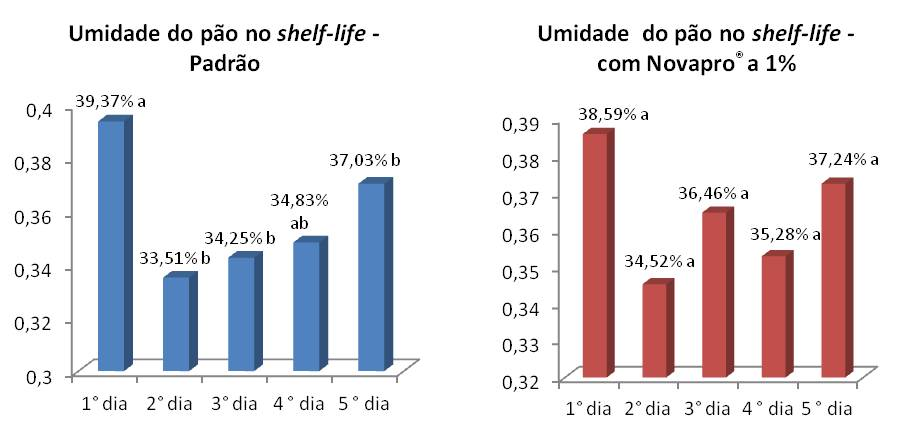 Umidade do pão no shelf-life -
Padrão
0,4
0,38
0,36
0,34
0,32
0,3
39,37% a
33,51% b
34,25% b
34,83%
ab
37,03% b
1° dia 2° dia 3° dia 4 ° dia 5 ° dia
Umidade do pão no shelf-life -
com Novapro® a 1%
0,39
0,38
0,37
0,36
0,35
0,34
0,33
0,32
38,59% a
34,52% a
36,46% a
35,28% a
37,24% a
1° dia 2° dia 3° dia 4 ° dia 5 ° dia